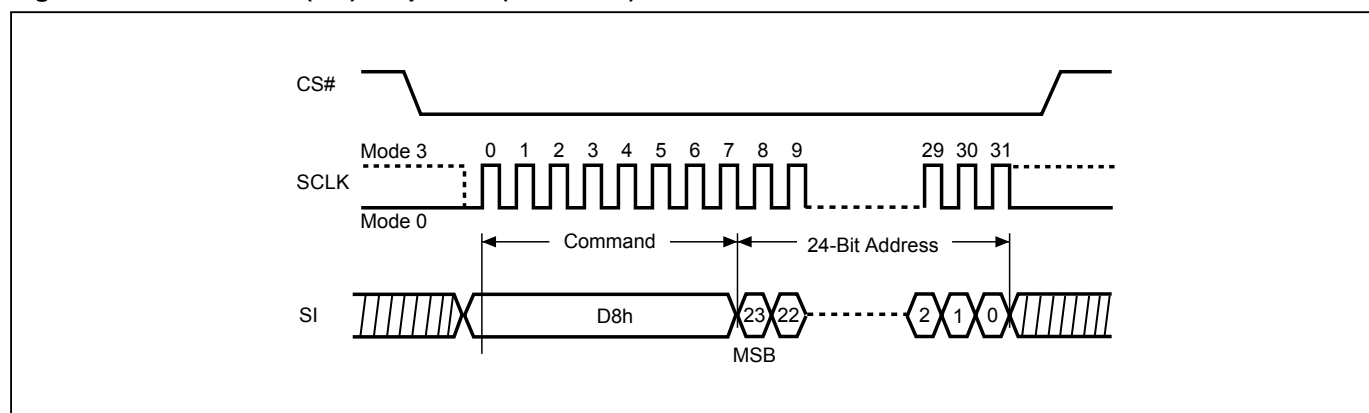 CS#
Mode 3
0 1 2 3 4 5 6 7 8 9 29 30 31
SCLK
Mode 0
Command
24-Bit Address
SI
D8h
23 22 2 1 0
MSB